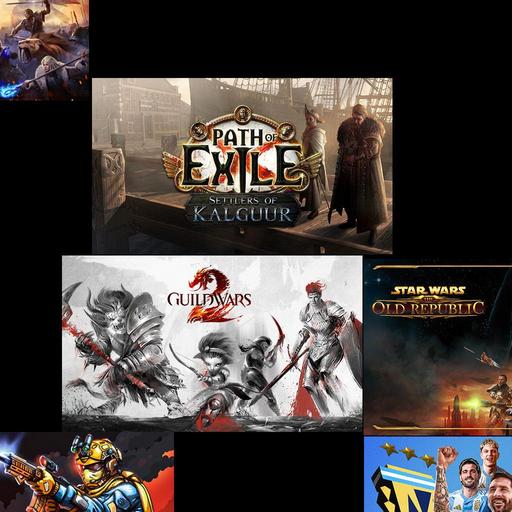 PATH OF
EXILE
SETTLERS OF
KALGUUR
GUILD WARS
2
STAR WARS
THE
OLD REPUBLIC